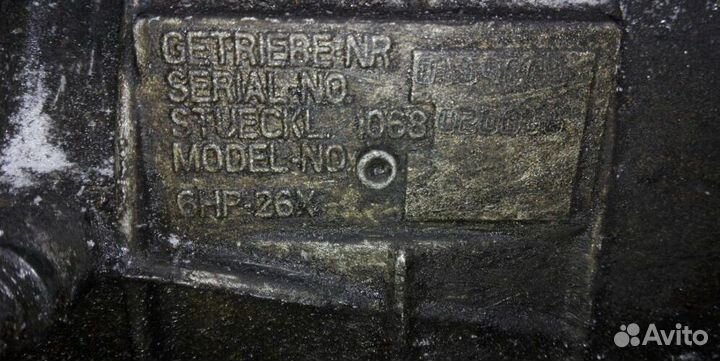 GETRIEBE-NR
SERIAL-NO.
STUECKL. 1068
MODEL-NO.
6HP-26X
Avito